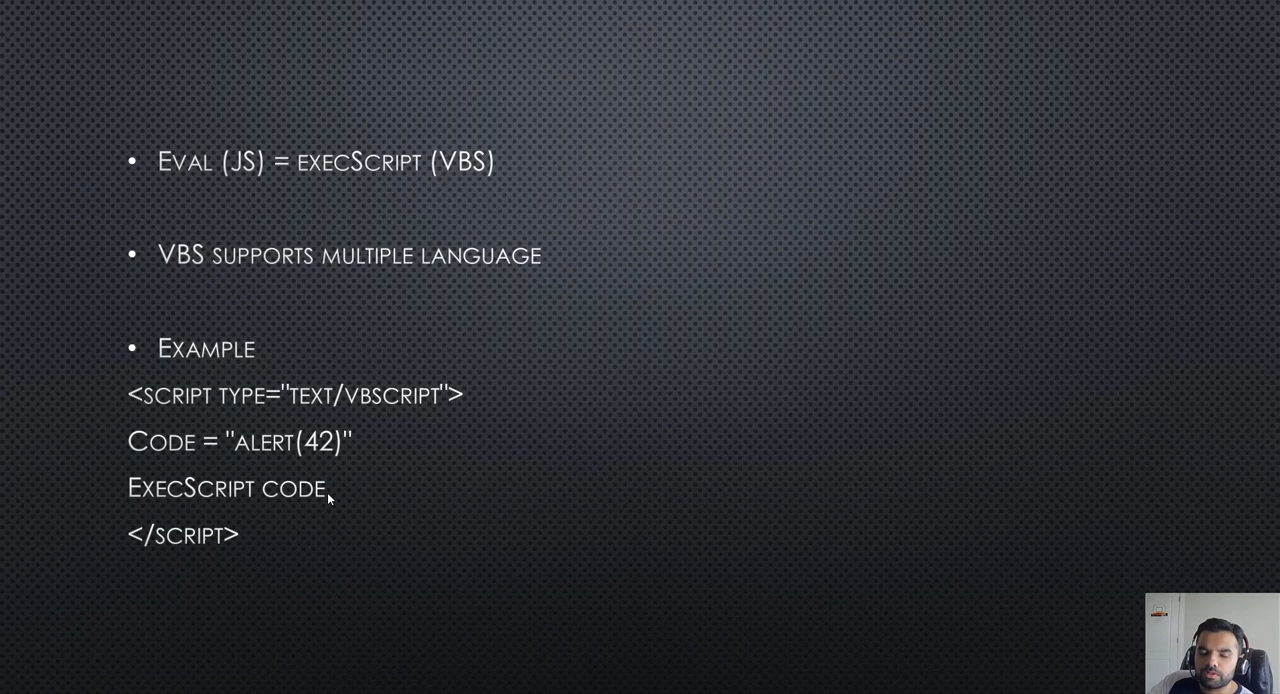 • Eval (JS) = execScript (VBS)
• VBS supports multiple language
• Example
<script type="text/vbscript">
Code = "alert(42)"
ExecScript code
</script>